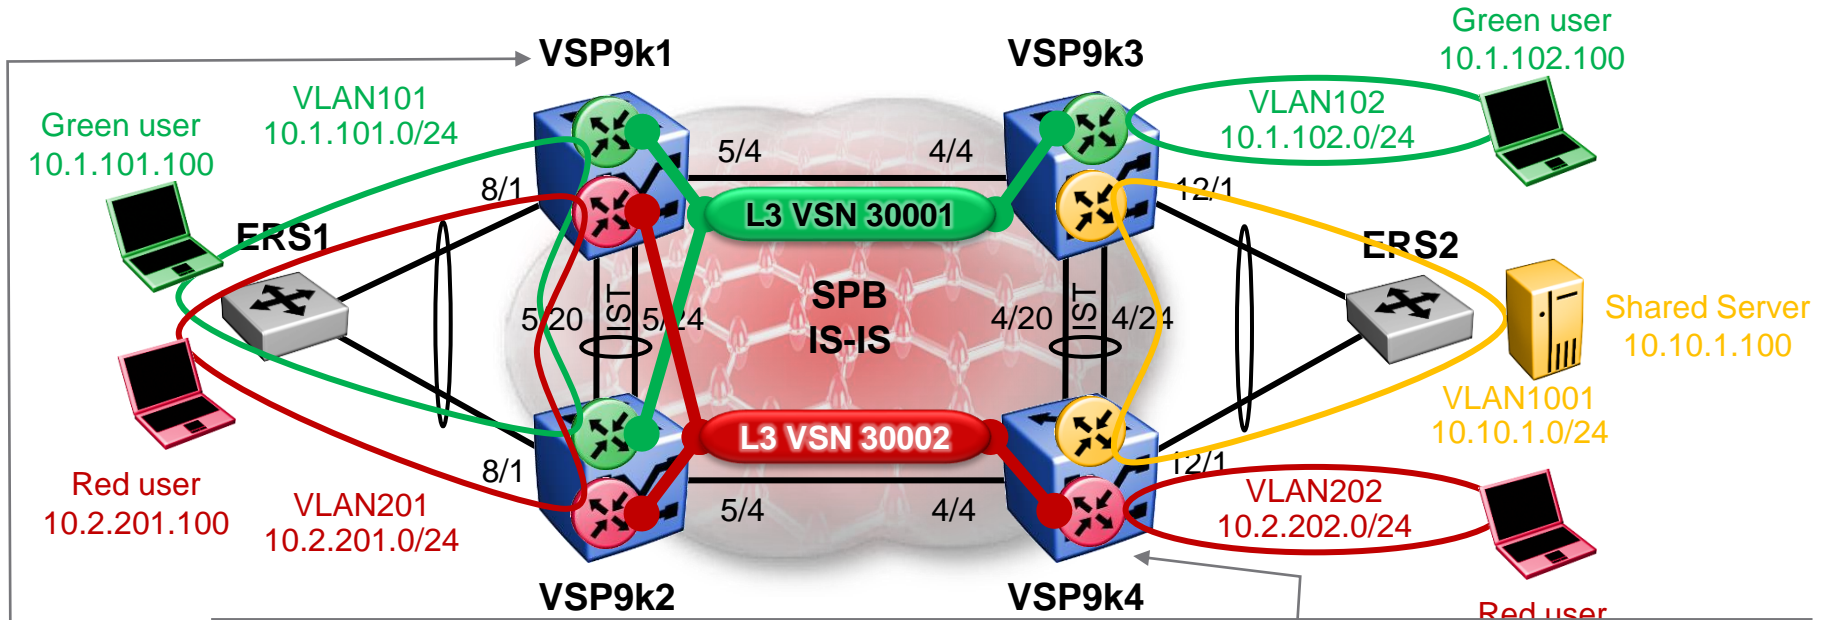 Green user
10.1.102.100
VSP9k1
VSP9k3
VLAN101
10.1.101.0/24
VLAN102
10.1.102.0/24
Green user
10.1.101.100
5/4
4/4
8/1
12/1
L3 VSN 30001
ERS1
ERS2
SPB
IS-IS
5/20
IST
5/24
4/20
IST
4/24
Shared Server
10.10.1.100
VLAN1001
10.10.1.0/24
L3 VSN 30002
8/1
12/1
Red user
10.2.201.100
VLAN201
10.2.201.0/24
5/4
4/4
VLAN202
10.2.202.0/24
VSP9k2
VSP9k4
Red user